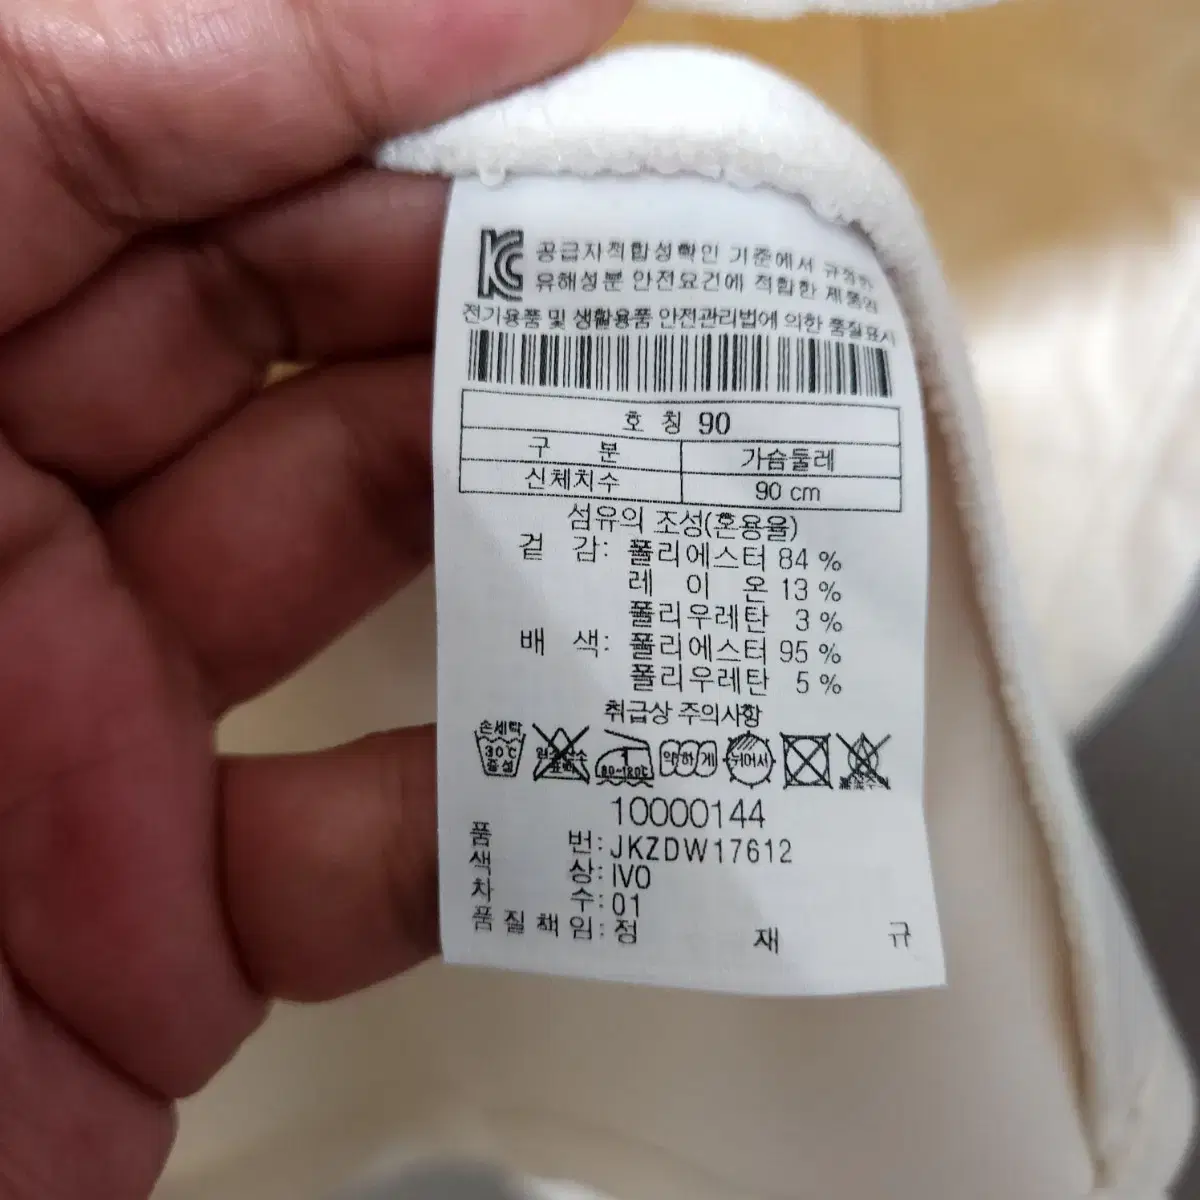 KC 공급자적합성확인 기준에서 규정한
유해성분 안전요건에 적합한 제품임
전기용품 및 생활용품 안전관리법에 의한 품질표시
호 칭 90
구 분 가슴둘레
신체치수 90 cm
섬유의 조성(혼용율)
겉 감: 폴리에스터 84 %
레 이 온 13 %
폴리우레탄 3 %
배 색: 폴리에스터 95 %
폴리우레탄 5 %
취급상 주의사항
손세탁 30℃ 중성 80~120℃ 약하게 뉘어서
10000144
품 번: JKZDW17612
색 상: IVO
차 수: 01
품질책임: 정 재 규